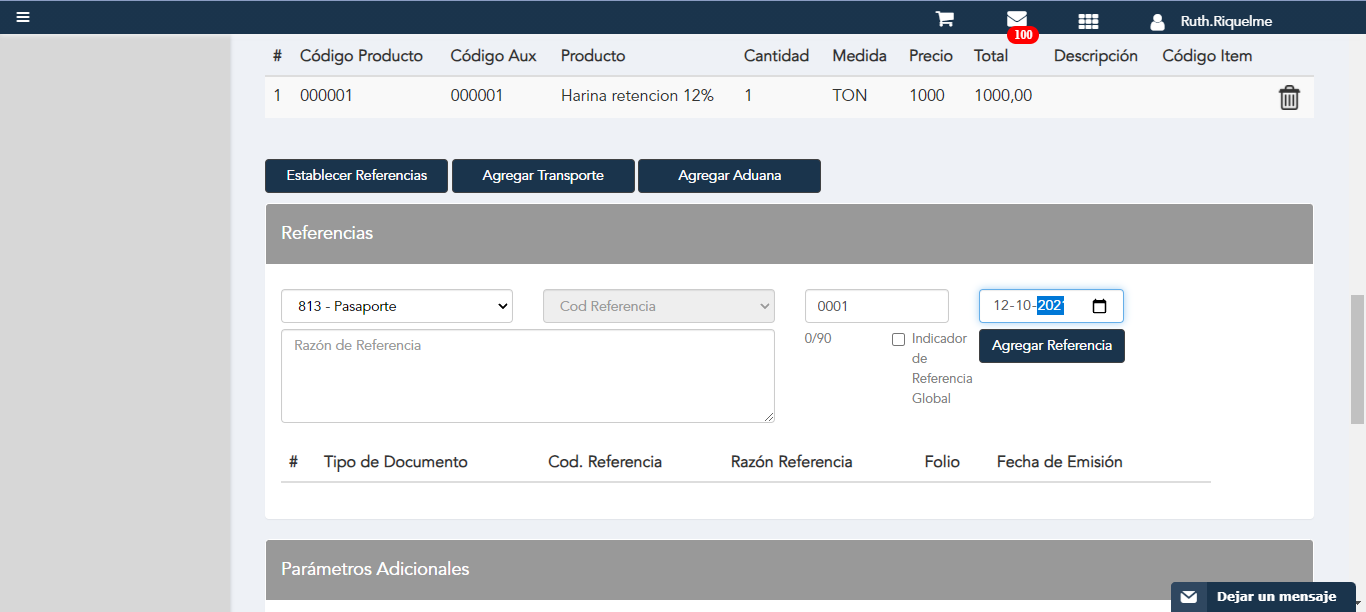 Ruth.Riquelme
100
# Código Producto Código Aux Producto Cantidad Medida Precio Total Descripción Código Item
1 000001 000001 Harina retencion 12% 1 TON 1000 1000,00
Establecer Referencias Agregar Transporte Agregar Aduana
Referencias
813 - Pasaporte Cod Referencia 0001 12-10-2021
Razón de Referencia
0/90
Indicador
de
Referencia
Global
Agregar Referencia
# Tipo de Documento Cod. Referencia Razón Referencia Folio Fecha de Emisión
Parámetros Adicionales
Dejar un mensaje